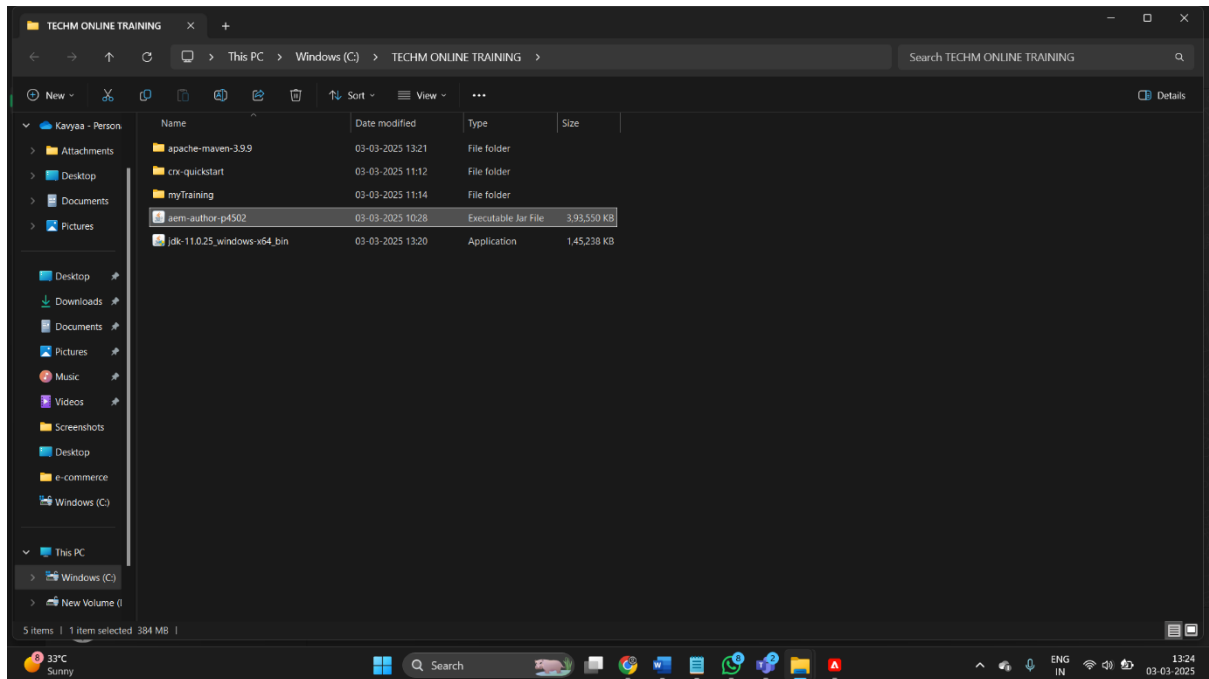 TECHM ONLINE TRAINING
This PC > Windows (C:) > TECHM ONLINE TRAINING >
Search TECHM ONLINE TRAINING
New
Sort
View
Details
Kavyaa - Person
Attachments
Desktop
Documents
Pictures
Desktop
Downloads
Documents
Pictures
Music
Videos
Screenshots
Desktop
e-commerce
Windows (C:)
This PC
Windows (C:)
New Volume (
Name Date modified Type Size
apache-maven-3.9.9 03-03-2025 13:21 File folder
crx-quickstart 03-03-2025 11:12 File folder
myTraining 03-03-2025 11:14 File folder
aem-author-p4502 03-03-2025 10:28 Executable Jar File 3,93,550 KB
jdk-11.0.25_windows-x64_bin 03-03-2025 13:20 Application 1,45,238 KB
5 items | 1 item selected 384 MB |
8
33°C
Sunny
Search
8
2
ENG
IN
13:24
03-03-2025